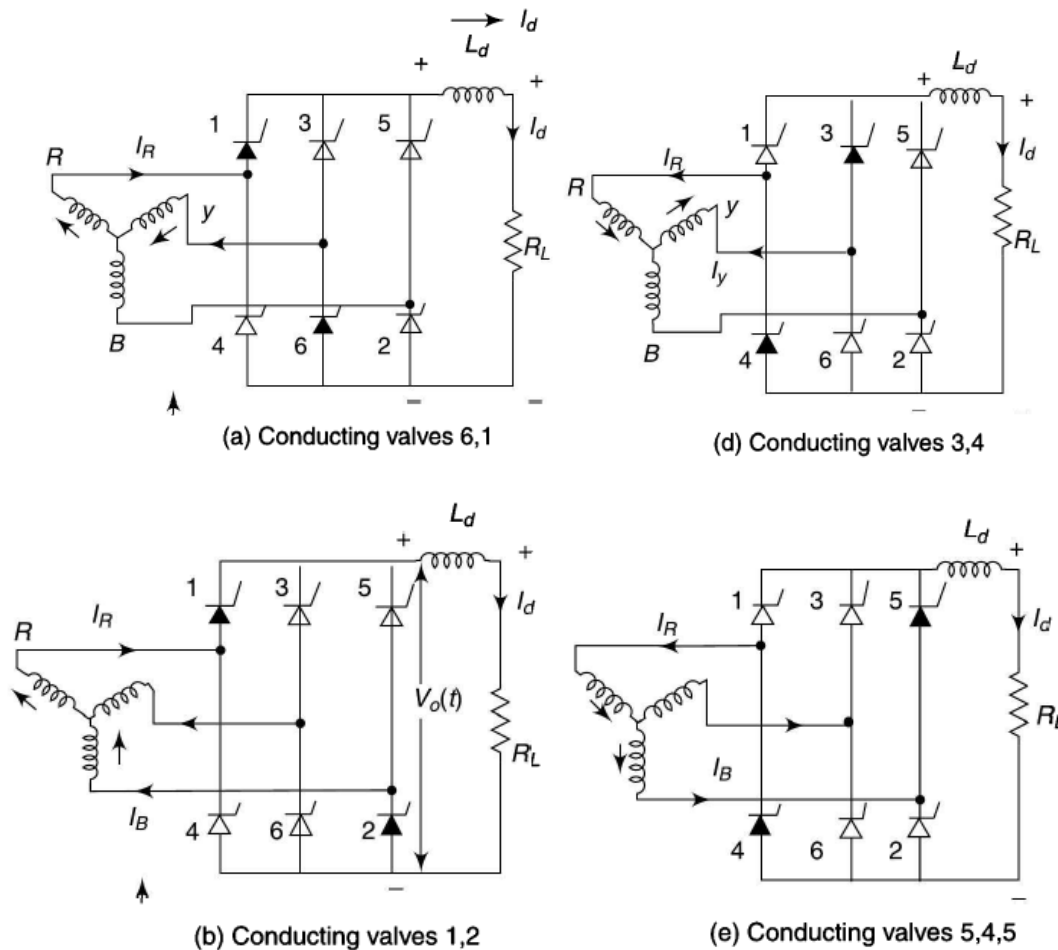 I_d
L_d
+ +
1 3 5
I_d
I_R
R
y
R_L
B
4 6 2
– –
(a) Conducting valves 6,1
L_d
+ +
1 3 5
I_d
I_R
R
y
R_L
I_y
B
4 6 2
–
(d) Conducting valves 3,4
L_d
+ +
1 3 5
I_d
I_R
R
V_o(t)
R_L
I_B
4 6 2
–
(b) Conducting valves 1,2
L_d
+
1 3 5
I_d
I_R
R
I_B
4 6 2
–
(e) Conducting valves 5,4,5